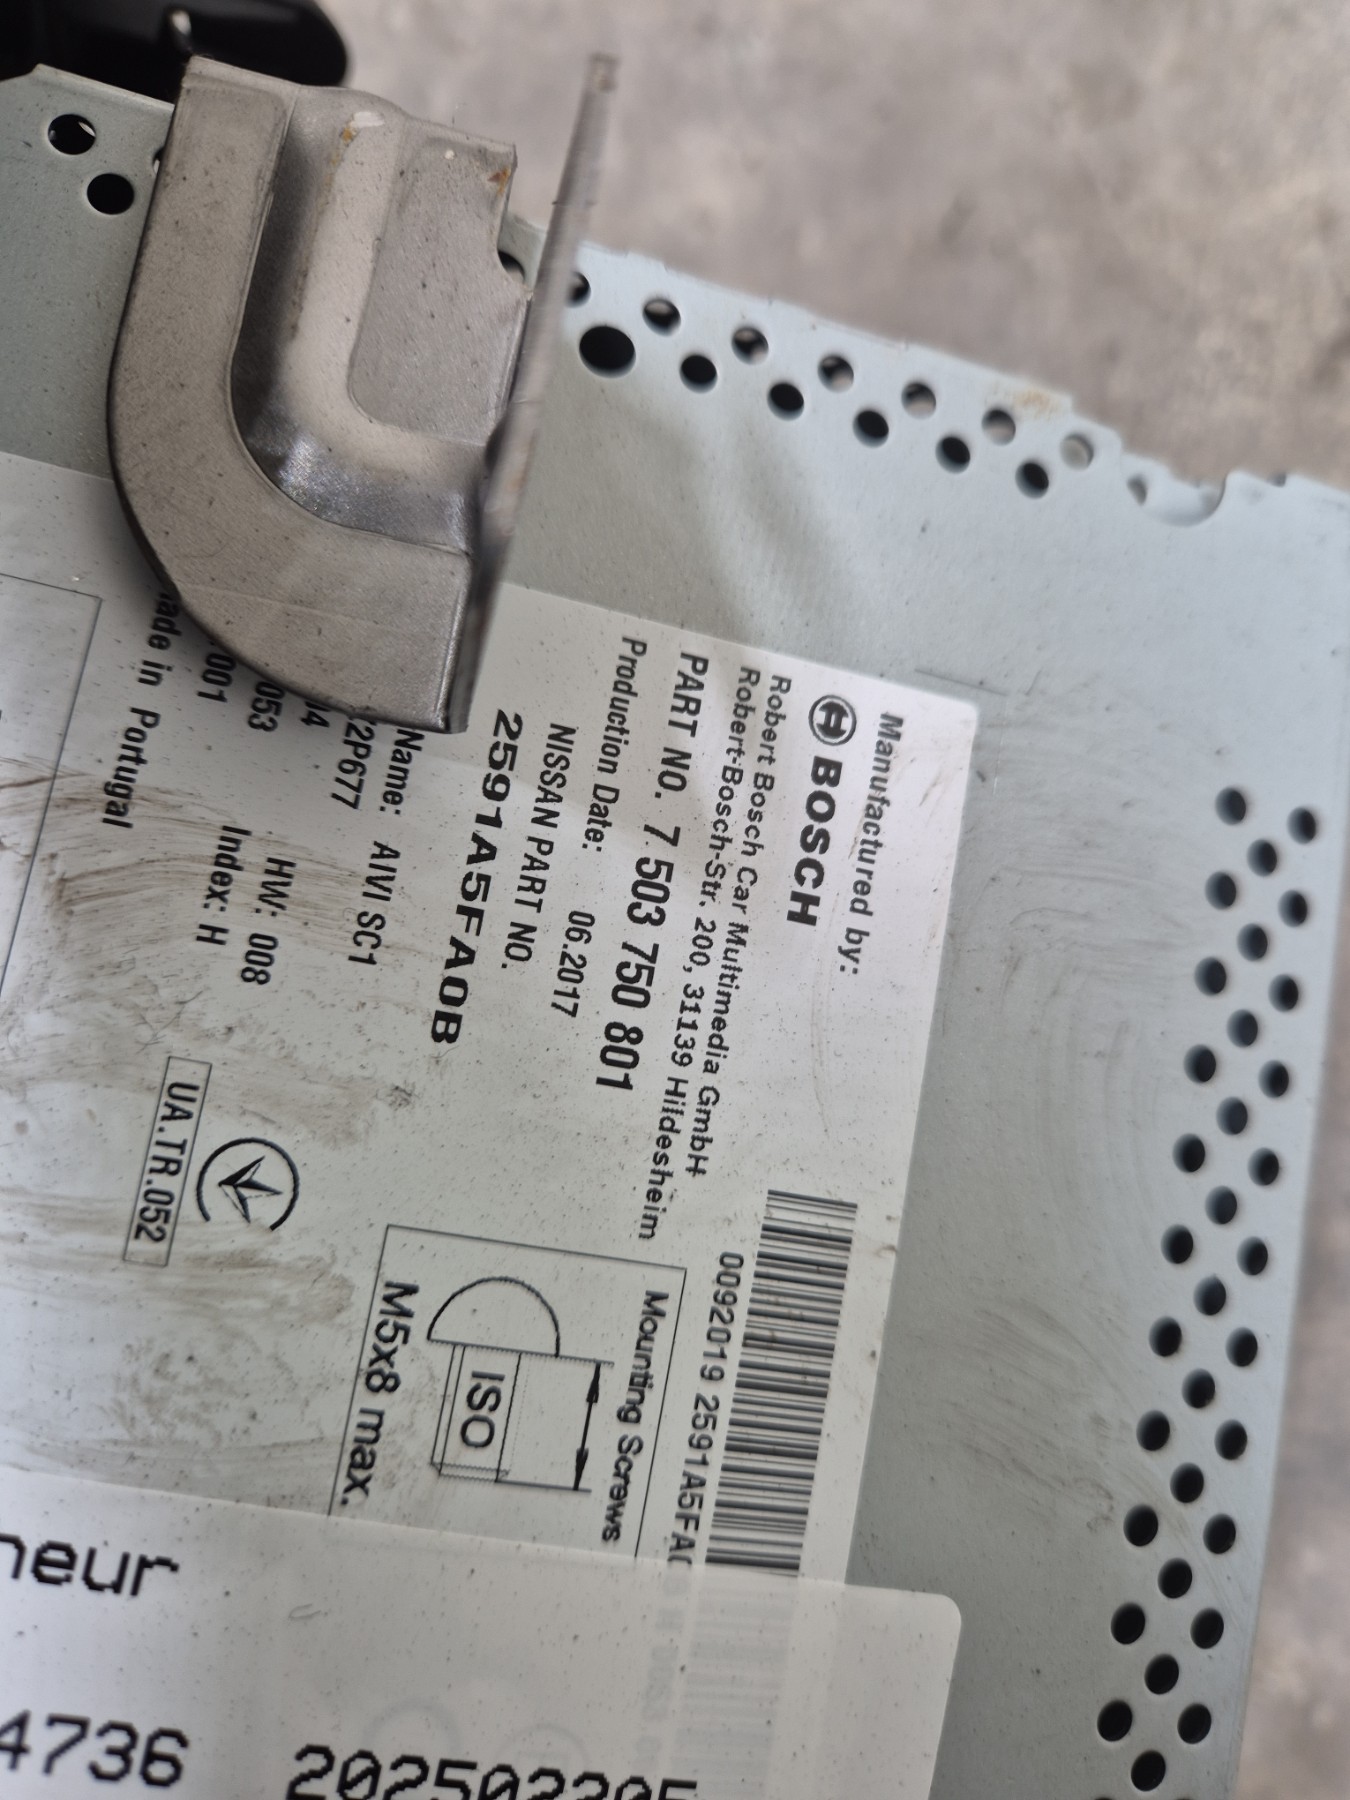 Manufactured by:
BOSCH
Robert Bosch Car Multimedia GmbH
Robert-Bosch-Str. 200, 31139 Hildesheim
PART NO. 7 503 750 801
Production Date: 06.2017
NISSAN PART NO.
2591A5FA0B
Name: AIVI SC1
2P677
HW: 008
053
001 Index: H
in Portugal
UA.TR.052
0092019 2591A5FA
Mounting Screws
ISO
M5x8 max.
neur
4736